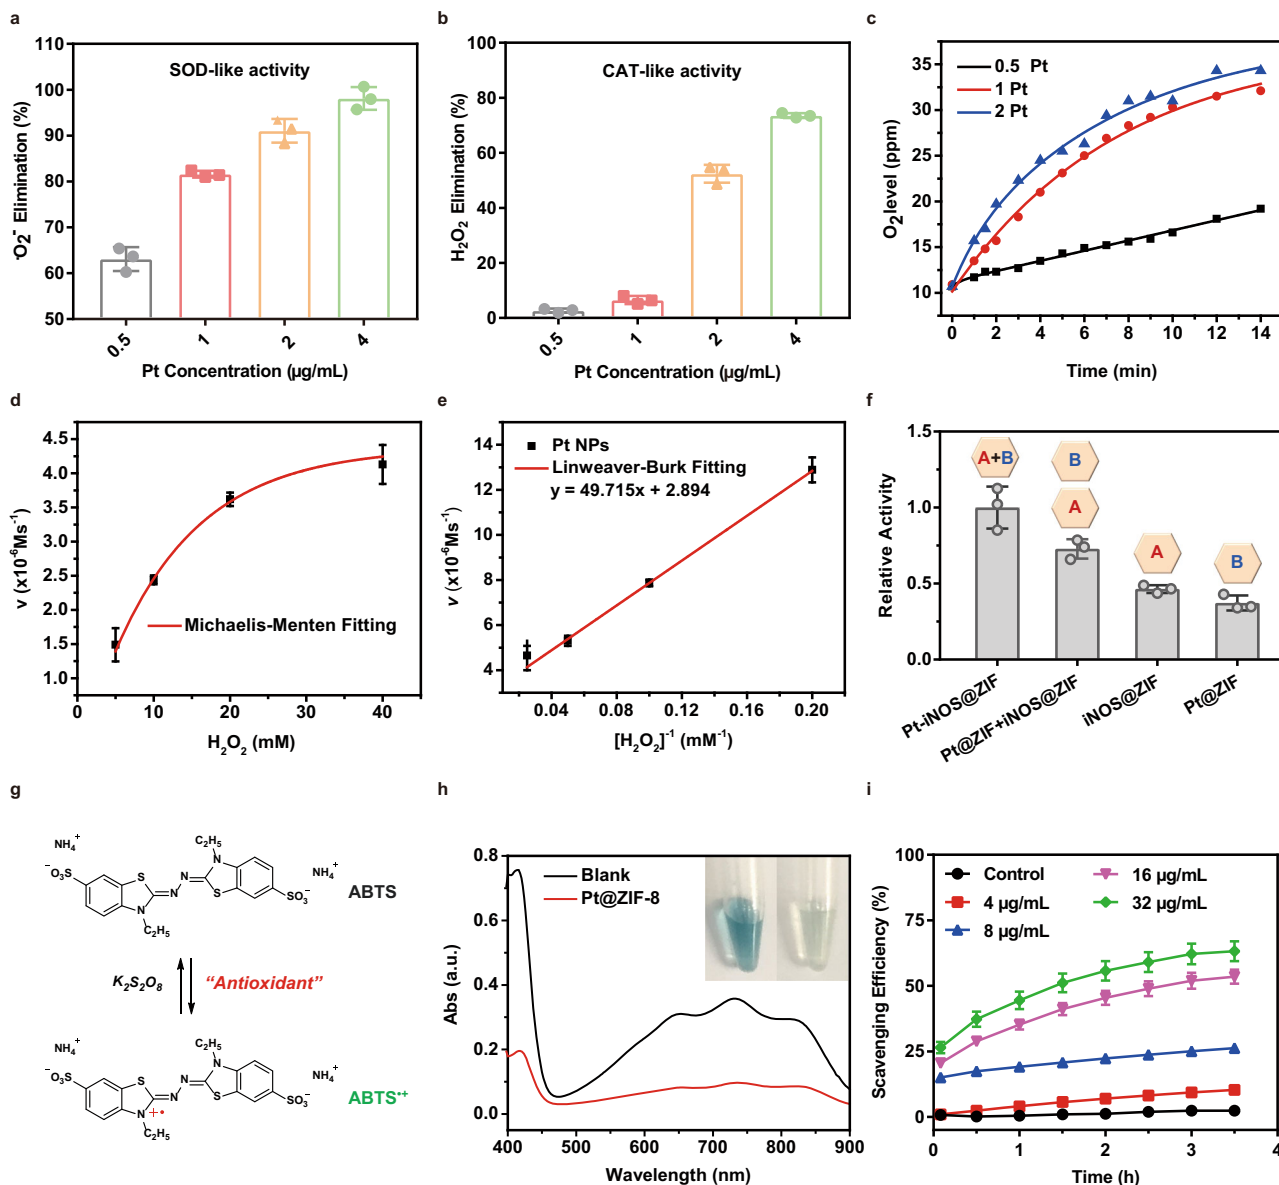 a
SOD-like activity
·O₂⁻ Elimination (%)
110
100
90
80
70
60
50
0.5
1
2
4
Pt Concentration (µg/mL)
b
CAT-like activity
H₂O₂ Elimination (%)
100
80
60
40
20
0
0.5
1
2
4
Pt Concentration (µg/mL)
c
0.5 Pt
1 Pt
2 Pt
O₂ level (ppm)
35
30
25
20
15
10
0 2 4 6 8 10 12 14
Time (min)
d
v (x10⁻⁶Ms⁻¹)
4.5
4.0
3.5
3.0
2.5
2.0
1.5
1.0
Michaelis-Menten Fitting
0 10 20 30 40
H₂O₂ (mM)
e
Pt NPs
Linweaver-Burk Fitting
y = 49.715x + 2.894
v (x10⁻⁶Ms⁻¹)
14
12
10
8
6
4
0.04 0.08 0.12 0.16 0.20
[H₂O₂]⁻¹ (mM⁻¹)
f
Relative Activity
1.5
1.0
0.5
0.0
A+B
B
A
A
B
Pt-iNOS@ZIF
Pt@ZIF+iNOS@ZIF
iNOS@ZIF
Pt@ZIF
g
NH₄⁺
C₂H₅
⁻O₃S
S
N
N
N
S
N
SO₃⁻
NH₄⁺
C₂H₅
ABTS
K₂S₂O₈
“Antioxidant”
NH₄⁺
C₂H₅
⁻O₃S
S
N
N
N
S
N
+•
SO₃⁻
NH₄⁺
C₂H₅
ABTS•+
h
Blank
Pt@ZIF-8
Abs (a.u.)
0.8
0.6
0.4
0.2
0.0
400 500 600 700 800 900
Wavelength (nm)
i
Control
4 µg/mL
8 µg/mL
16 µg/mL
32 µg/mL
Scavenging Efficiency (%)
100
75
50
25
0
0 1 2 3 4
Time (h)